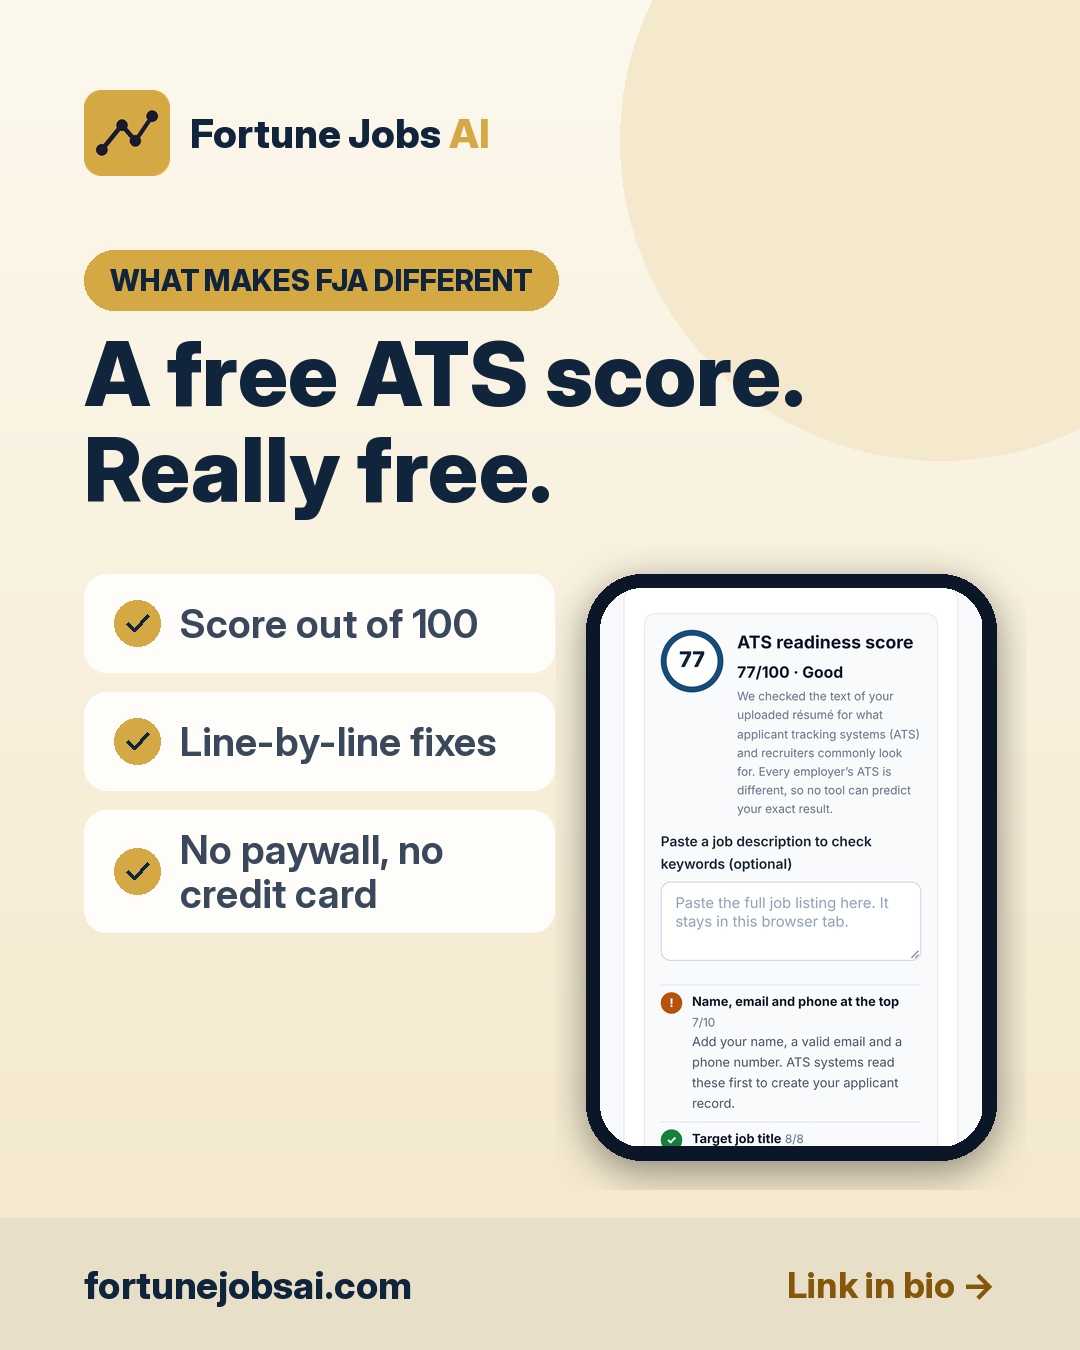 Fortune Jobs AI
WHAT MAKES FJA DIFFERENT
A free ATS score.
Really free.
Score out of 100
Line-by-line fixes
No paywall, no
credit card
77
ATS readiness score
77/100 · Good
We checked the text of your
uploaded résumé for what
applicant tracking systems (ATS)
and recruiters commonly look
for. Every employer’s ATS is
different, so no tool can predict
your exact result.
Paste a job description to check
keywords (optional)
Paste the full job listing here. It
stays in this browser tab.
Name, email and phone at the top
7/10
Add your name, a valid email and a
phone number. ATS systems read
these first to create your applicant
record.
Target job title 8/8
fortunejobsai.com
Link in bio →